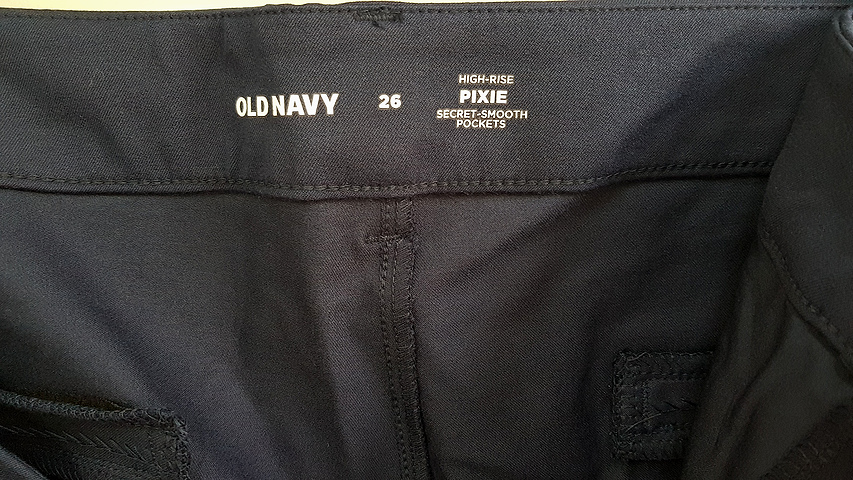 OLD NAVY
26
HIGH-RISE
PIXIE
SECRET-SMOOTH
POCKETS